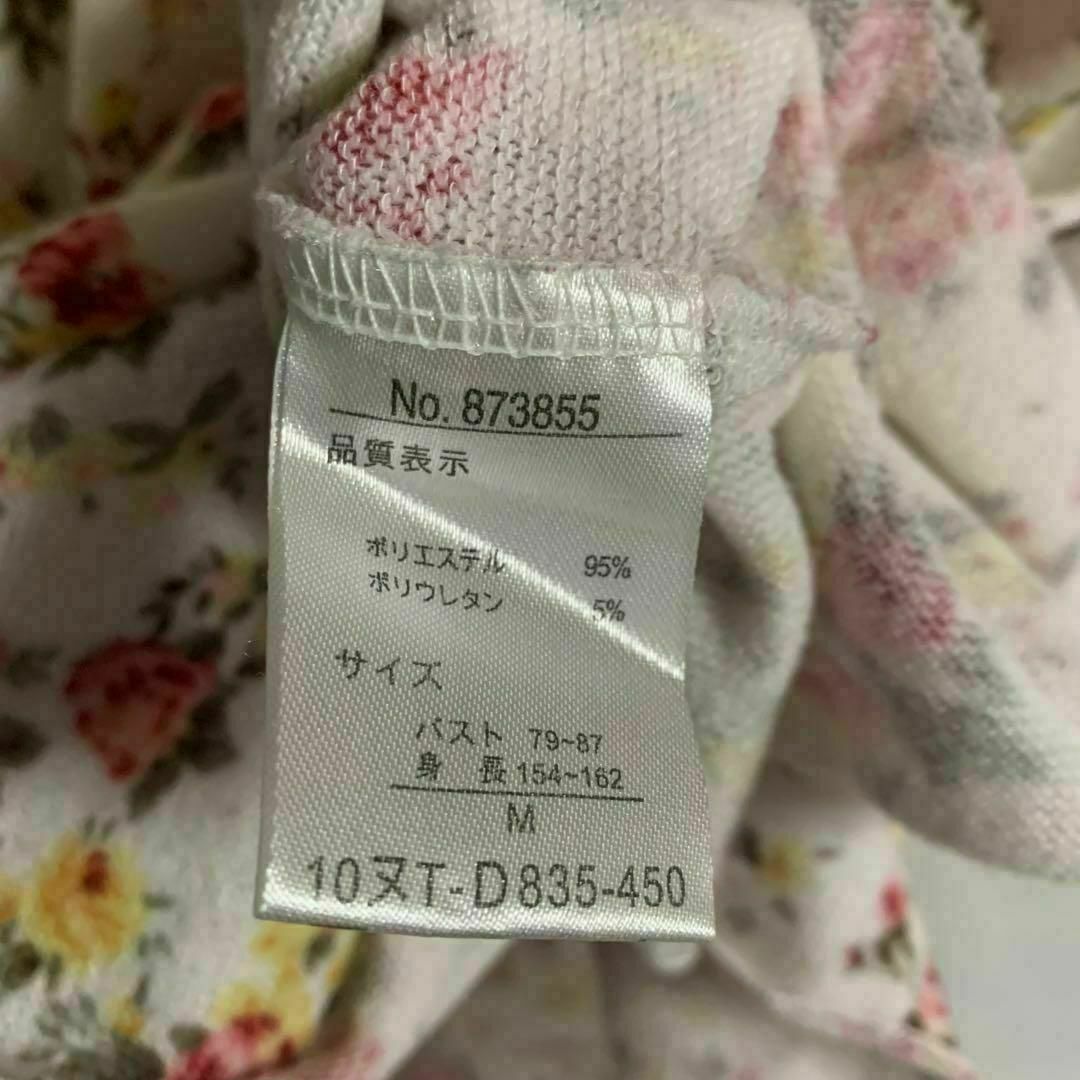 No. 873855
品質表示
ポリエステル 95%
ポリウレタン 5%
サイズ
バスト 79~87
身 長 154~162
M
10ヌT-D835-450